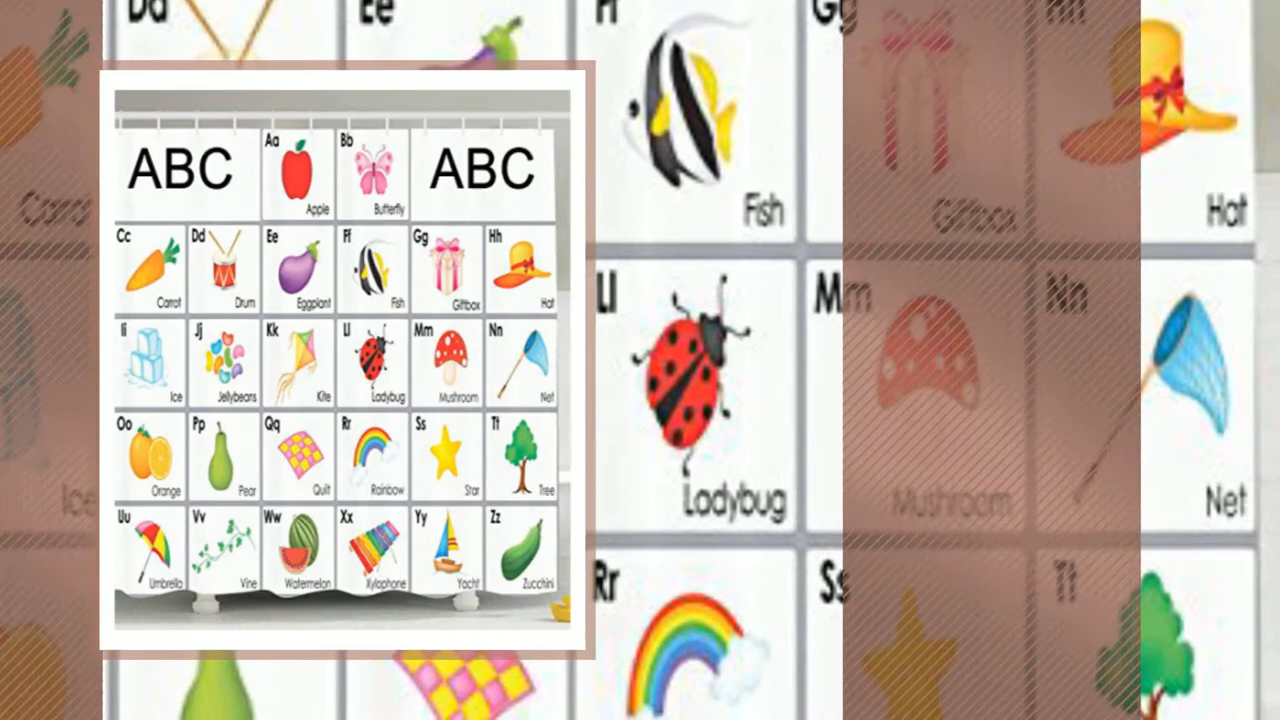 ABC
Aa
Apple
Bb
Butterfly
ABC
Cc
Carrot
Dd
Drum
Ee
Eggplant
Ff
Fish
Gg
Giftbox
Hh
Hat
Ii
Ice
Jj
Jellybeans
Kk
Kite
Ll
Ladybug
Mm
Mushroom
Nn
Net
Oo
Orange
Pp
Pear
Qq
Quilt
Rr
Rainbow
Ss
Star
Tt
Tree
Uu
Umbrella
Vv
Vine
Ww
Watermelon
Xx
Xylophone
Yy
Yacht
Zz
Zucchini
Dd
Ee
Ff
Gg
Hh
Carrot
Fish
Giftbox
Hat
Ll
Mm
Nn
Ice
Ladybug
Mushroom
Net
Rr
Ss
Tt